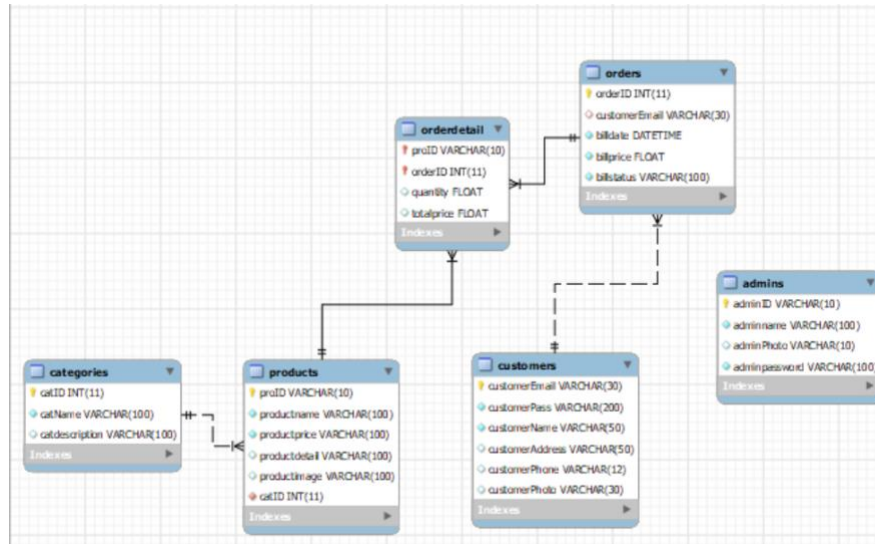 orders
orderID INT(11)
customerEmail VARCHAR(30)
billdate DATETIME
billprice FLOAT
billstatus VARCHAR(100)
Indexes
orderdetail
proID VARCHAR(10)
orderID INT(11)
quantity FLOAT
totalprice FLOAT
Indexes
admins
adminID VARCHAR(10)
adminname VARCHAR(100)
adminPhoto VARCHAR(10)
adminpassword VARCHAR(100)
Indexes
categories
catID INT(11)
catName VARCHAR(100)
catdescription VARCHAR(100)
Indexes
products
proID VARCHAR(10)
productname VARCHAR(100)
productprice VARCHAR(100)
productdetail VARCHAR(100)
productimage VARCHAR(100)
catID INT(11)
Indexes
customers
customerEmail VARCHAR(30)
customerPass VARCHAR(200)
customerName VARCHAR(50)
customerAddress VARCHAR(50)
customerPhone VARCHAR(12)
customerPhoto VARCHAR(30)
Indexes